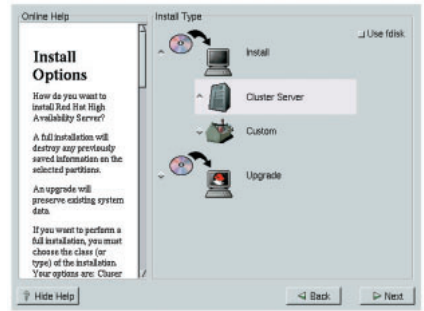 Online Help
Install
Options
How do you want to
install Red Hat High
Availability Server?
A full installation will
destroy any previously
saved information on the
selected partitions.
An upgrade will
preserve existing system
data.
If you want to perform a
full installation, you must
choose the class (or
type) of the installation.
Your options are: Cluser
Install Type
Use fdisk
Install
Cluster Server
Custom
Upgrade
? Hide Help
Back
Next